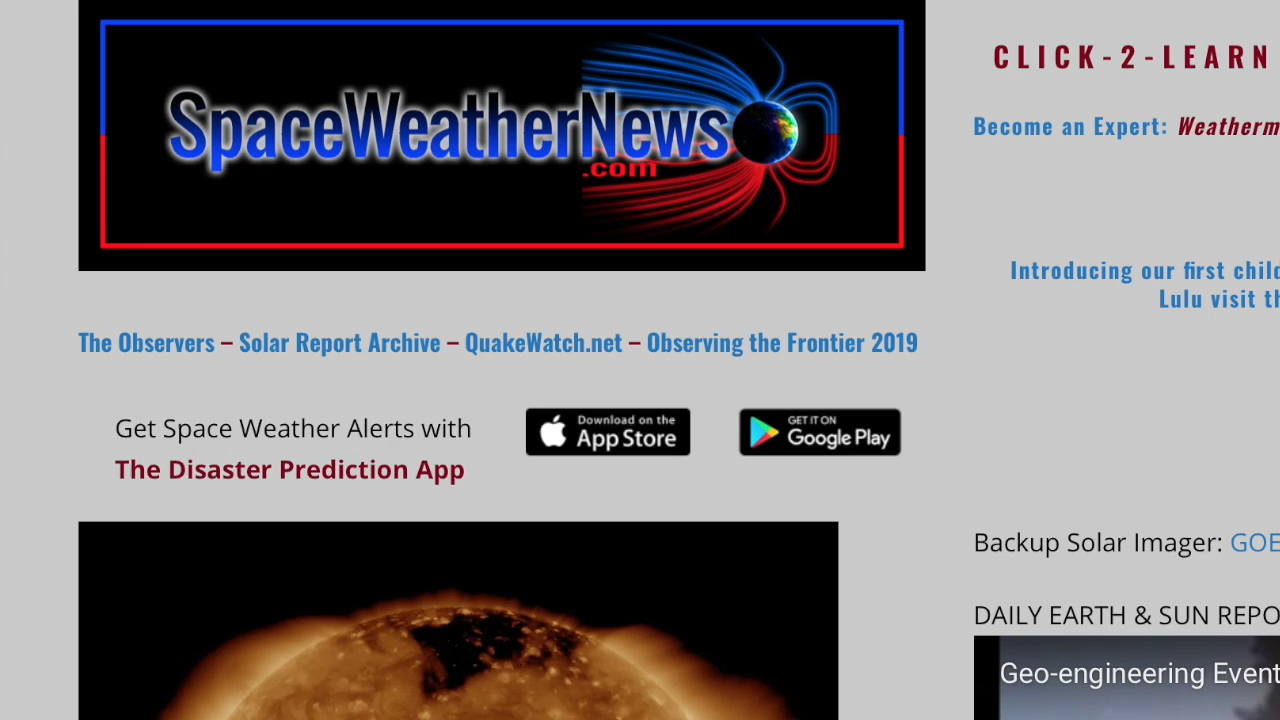 SpaceWeatherNews
.com
The Observers – Solar Report Archive – QuakeWatch.net – Observing the Frontier 2019
Get Space Weather Alerts with
The Disaster Prediction App
Download on the
App Store
GET IT ON
Google Play
CLICK-2-LEARN
Become an Expert: Weatherm
Introducing our first child
Lulu visit th
Backup Solar Imager: GOE
DAILY EARTH & SUN REPO
Geo-engineering Event